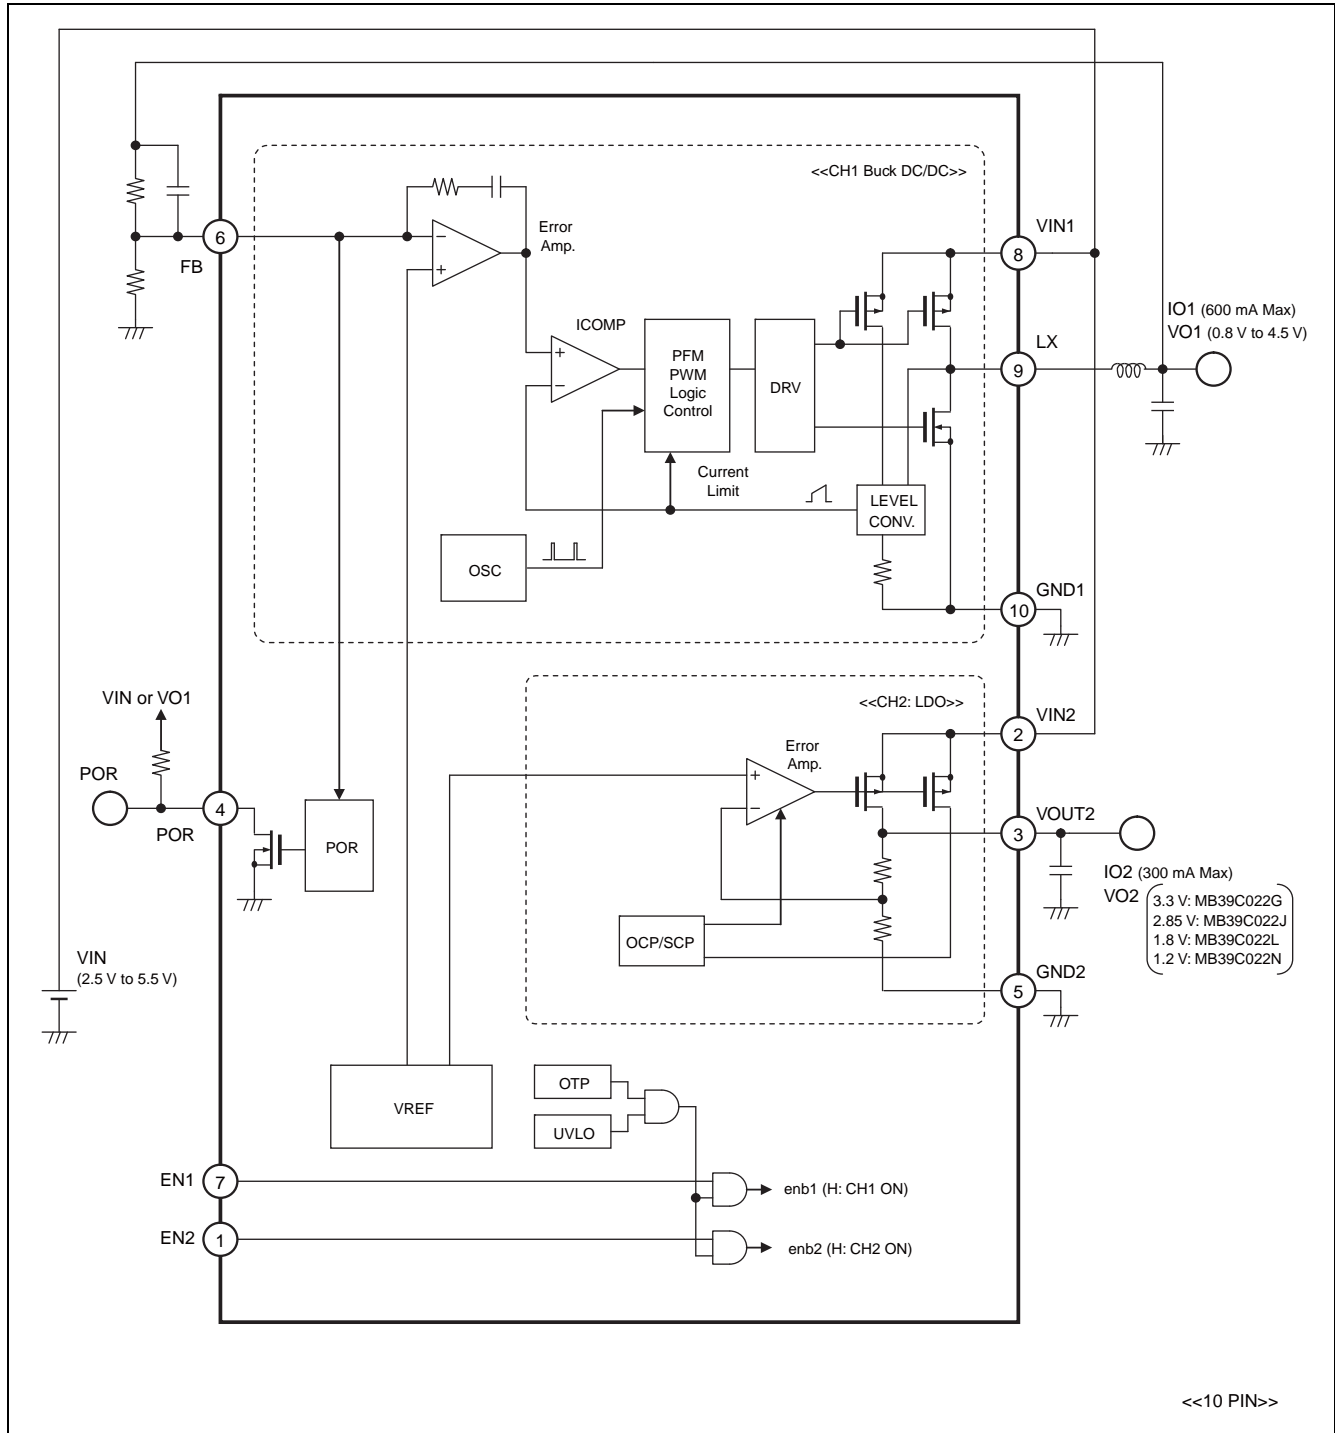 <<CH1 Buck DC/DC>>
Error
Amp.
VIN1
8
6
FB
−
+
IO1 (600 mA Max)
VO1 (0.8 V to 4.5 V)
ICOMP
+
−
PFM
PWM
Logic
Control
DRV
LX
9
Current
Limit
LEVEL
CONV.
OSC
GND1
10
VIN or VO1
<<CH2: LDO>>
VIN2
2
Error
Amp.
+
−
POR
4
POR
POR
VOUT2
3
IO2 (300 mA Max)
VO2
3.3 V: MB39C022G
2.85 V: MB39C022J
1.8 V: MB39C022L
1.2 V: MB39C022N
OCP/SCP
VIN
(2.5 V to 5.5 V)
GND2
5
VREF
OTP
UVLO
EN1
7
enb1 (H: CH1 ON)
EN2
1
enb2 (H: CH2 ON)
<<10 PIN>>